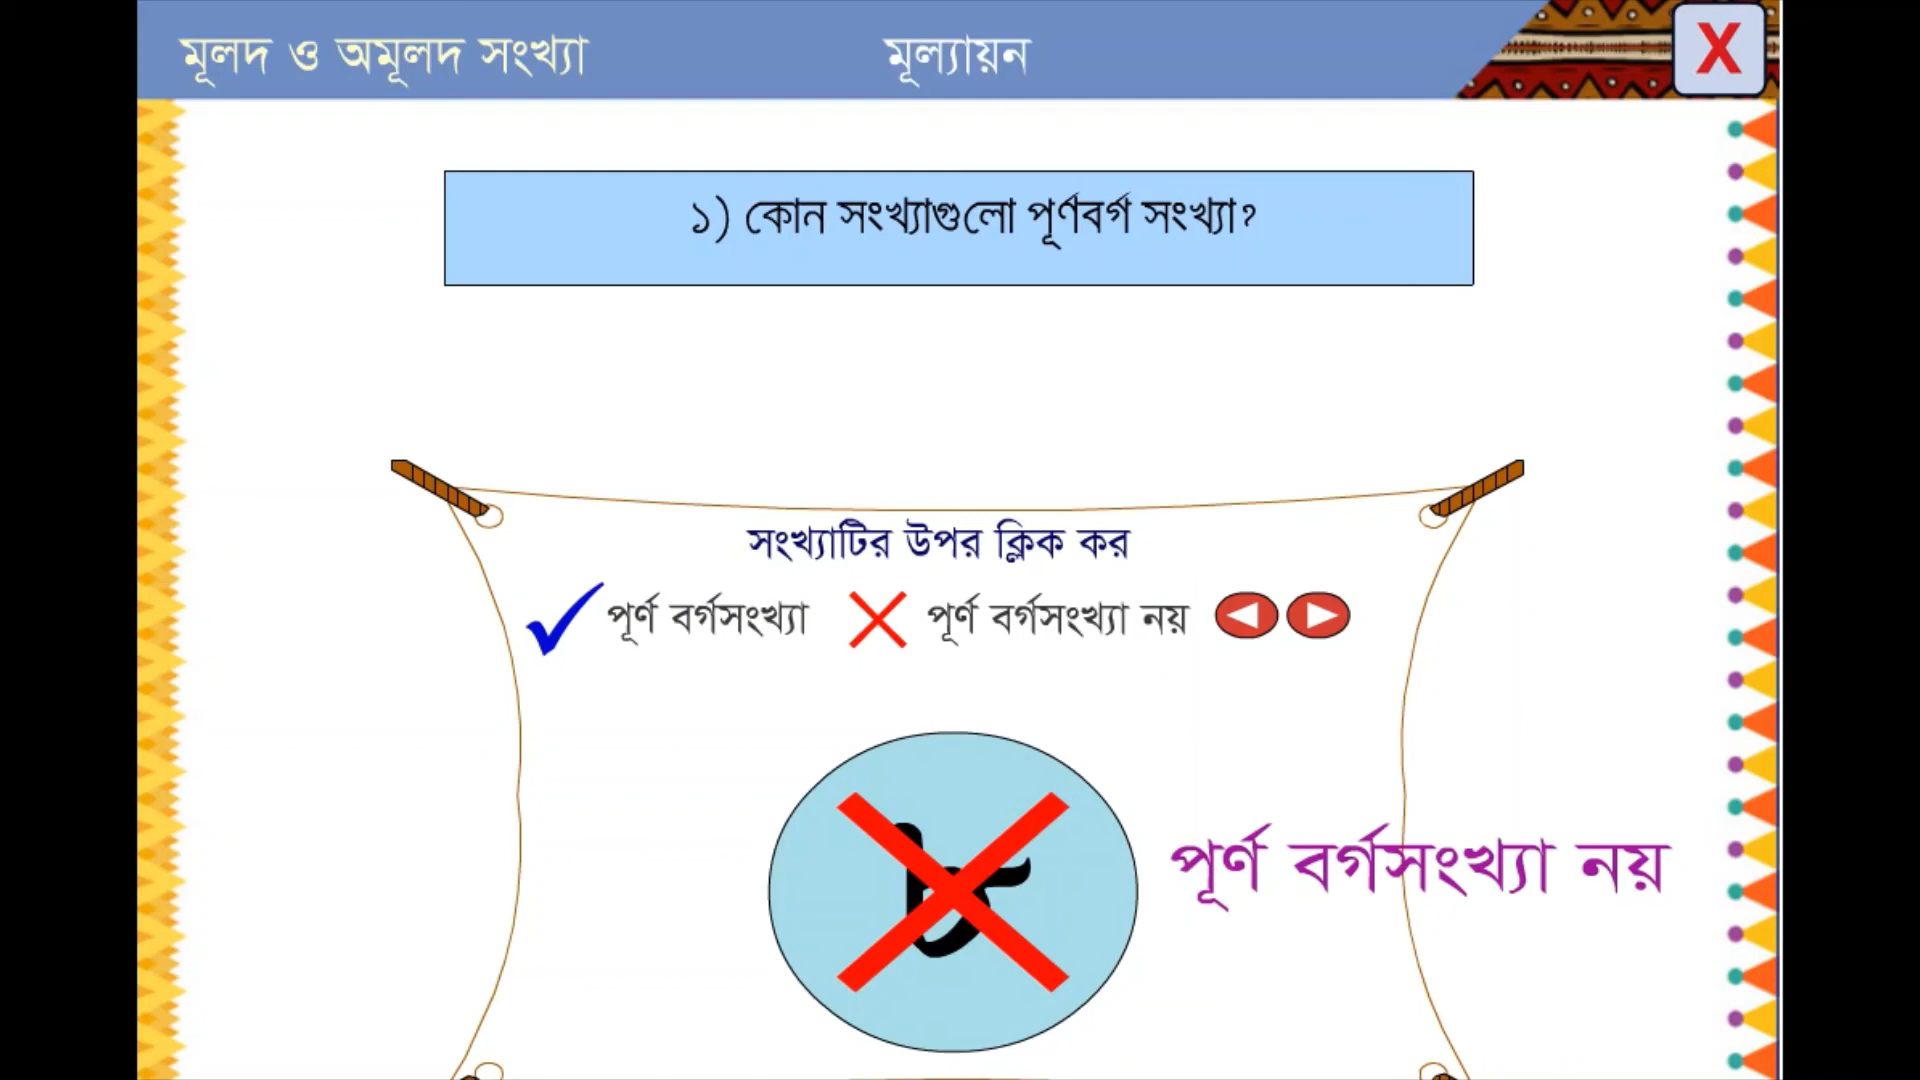 মূলদ ও অমূলদ সংখ্যা
মূল্যায়ন
X
১) কোন সংখ্যাগুলো পূর্ণবর্গ সংখ্যা?
সংখ্যাটির উপর ক্লিক কর
পূর্ণ বর্গসংখ্যা পূর্ণ বর্গসংখ্যা নয়
৮
পূর্ণ বর্গসংখ্যা নয়